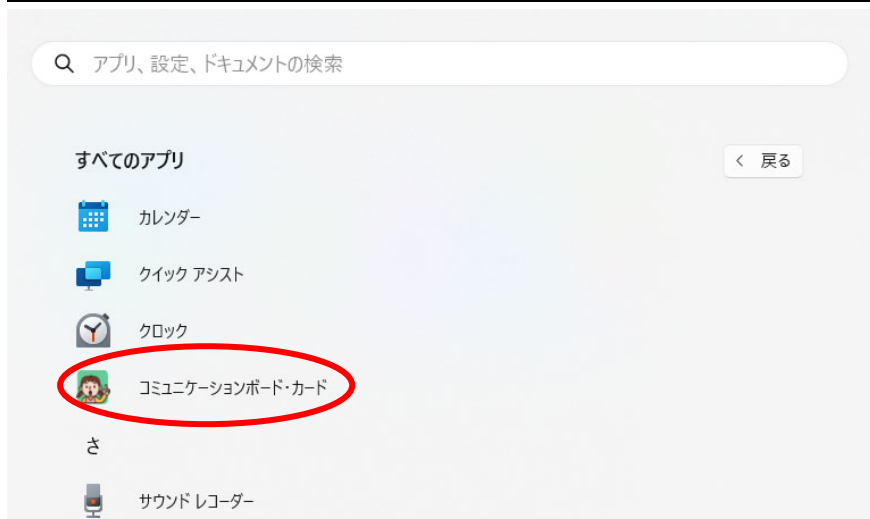 アプリ、設定、ドキュメントの検索
すべてのアプリ
戻る
カレンダー
クイック アシスト
クロック
コミュニケーションボード・カード
さ
サウンド レコーダー